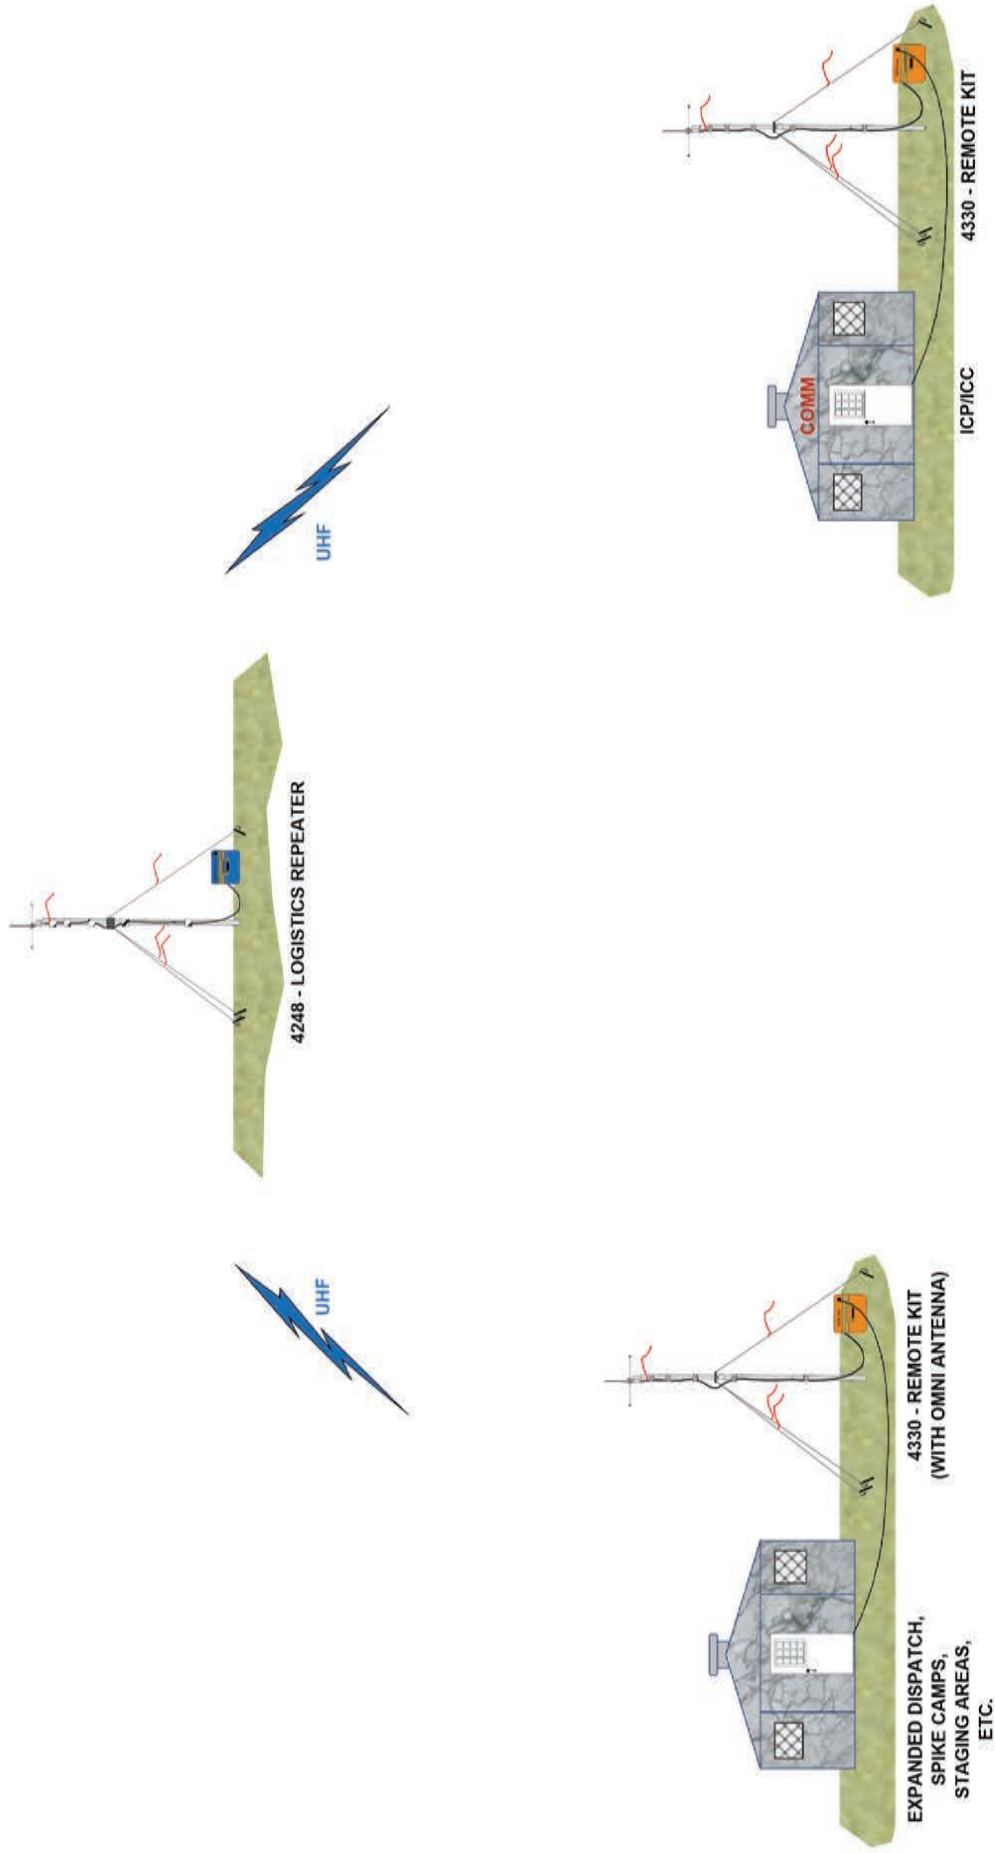 4248 - LOGISTICS REPEATER
UHF
UHF
EXPANDED DISPATCH,
SPIKE CAMPS,
STAGING AREAS,
ETC.
4330 - REMOTE KIT
(WITH OMNI ANTENNA)
COMM
ICP/ICC
4330 - REMOTE KIT